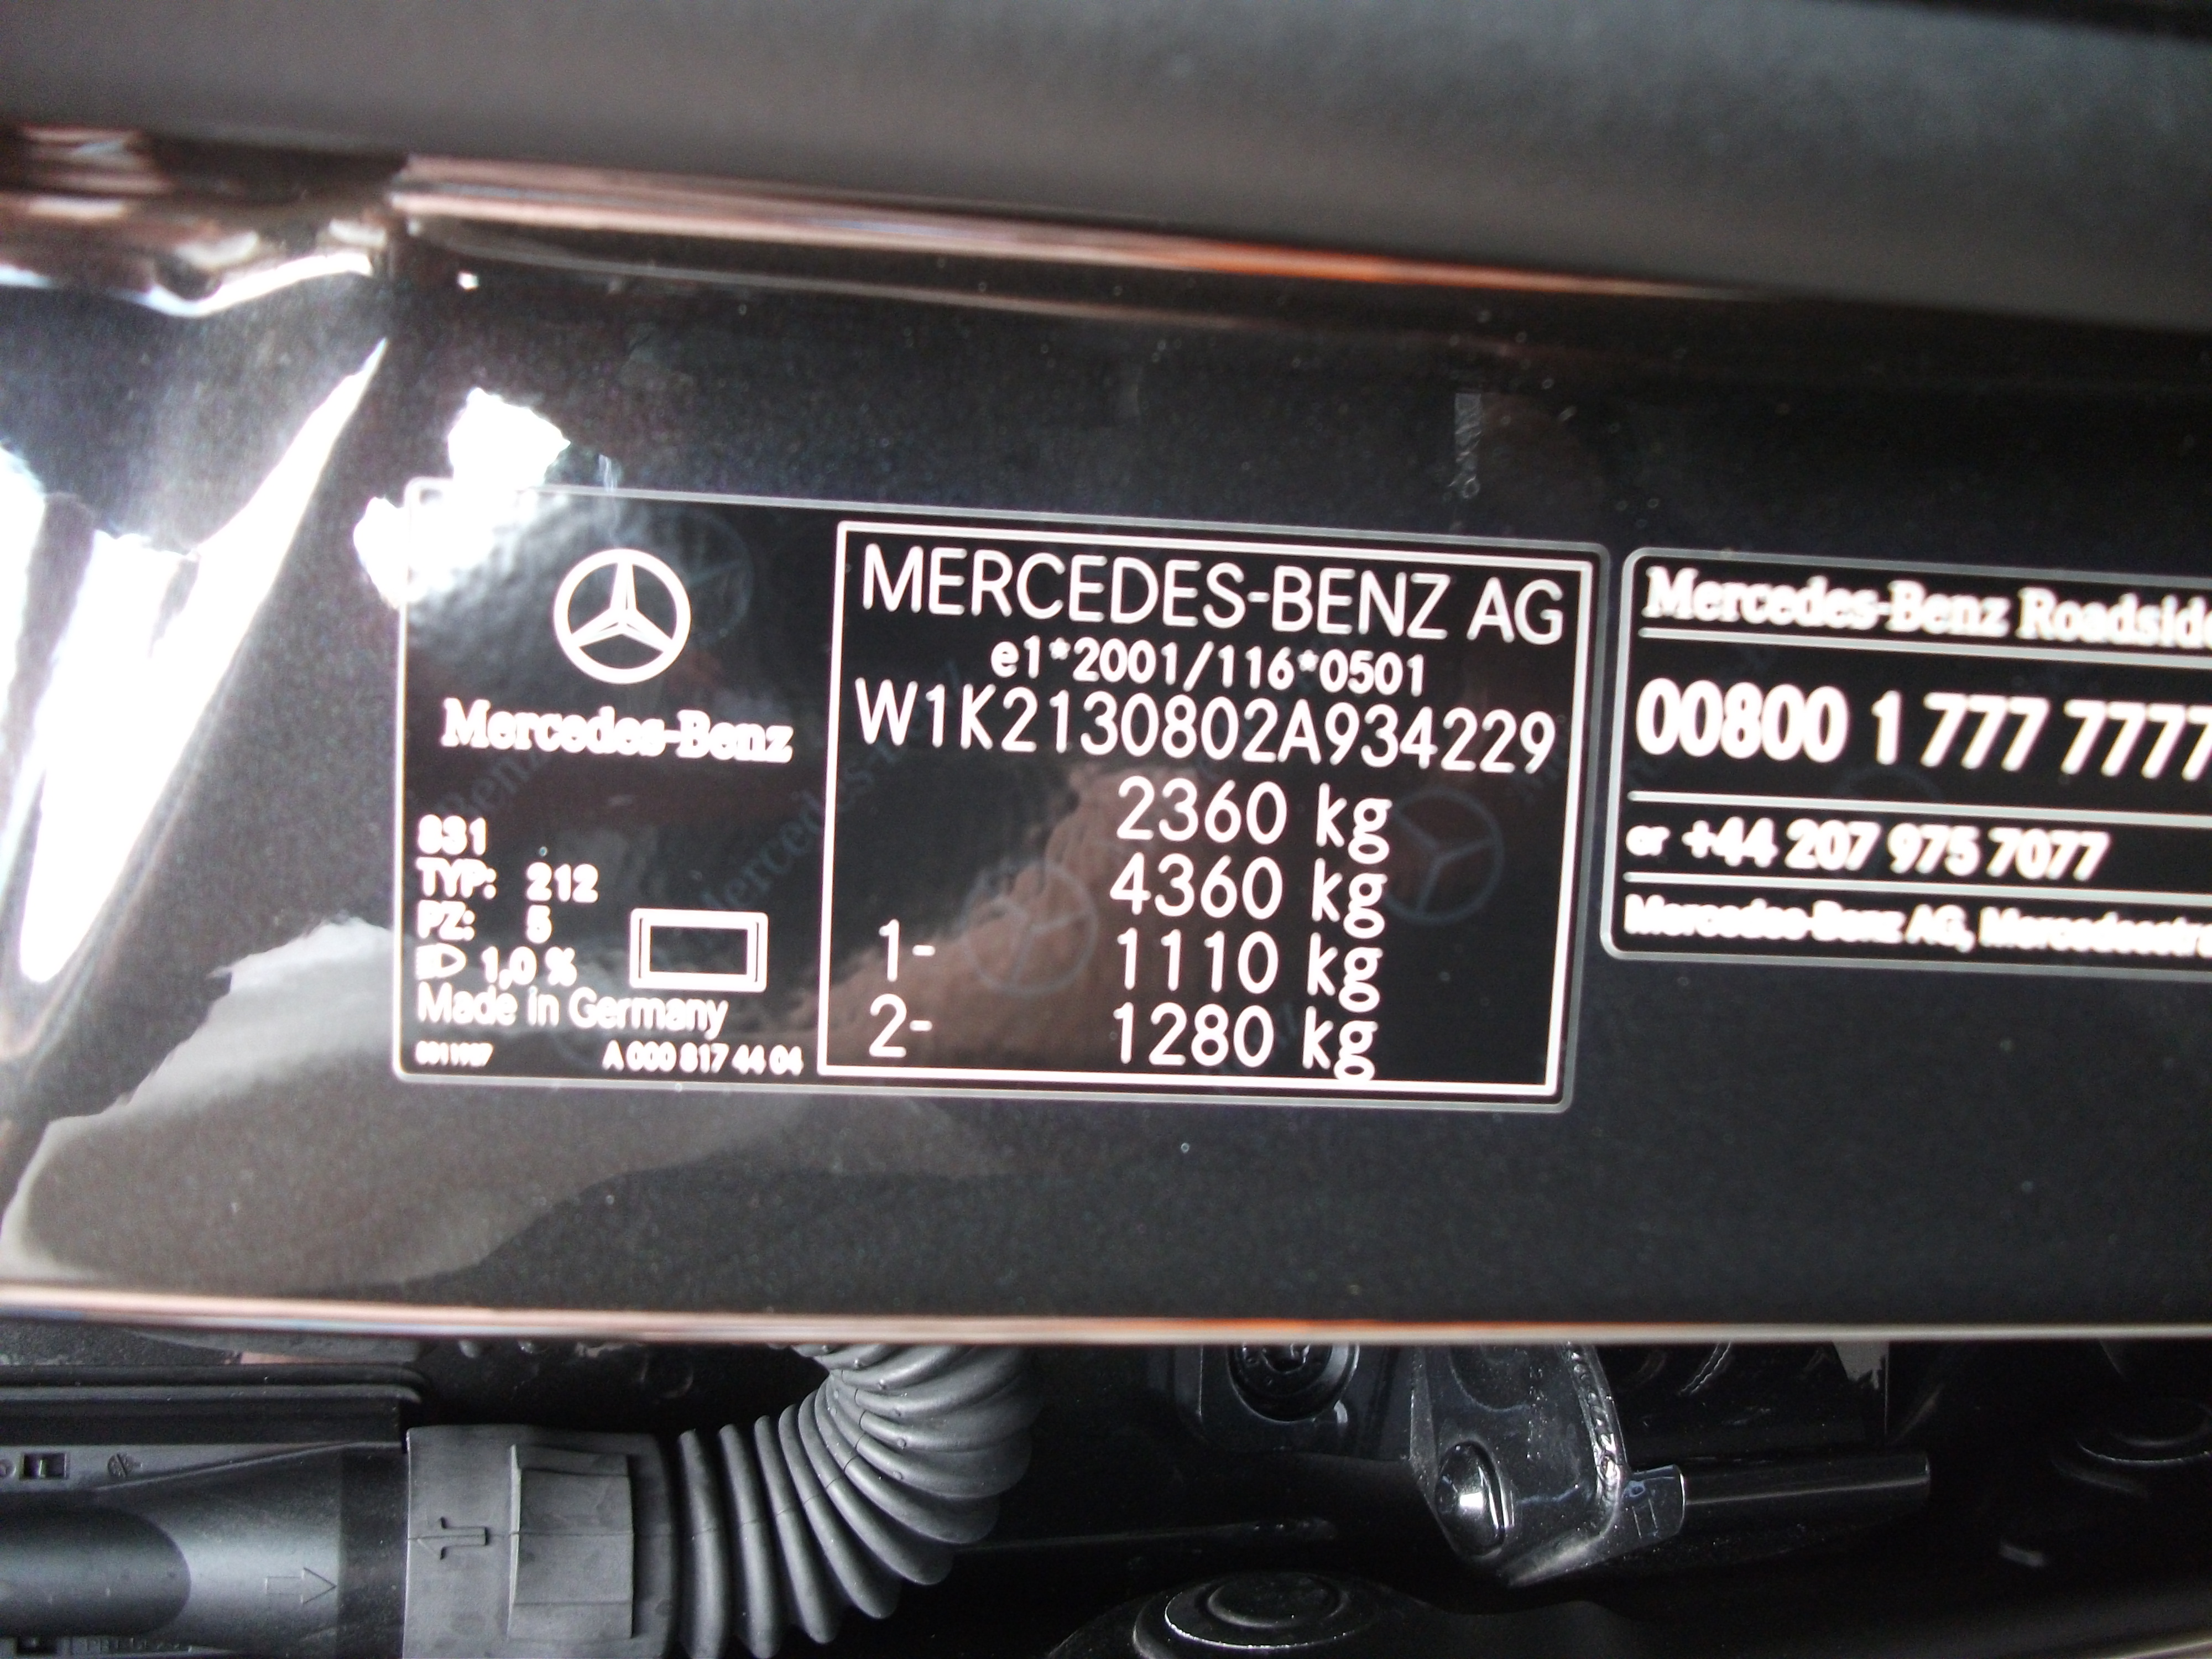 Mercedes-Benz
831
TYP: 212
PZ: 5
1,0 %
Made in Germany
A 000 817 44 04
MERCEDES-BENZ AG
e1*2001/116*0501
W1K2130802A934229
2360 kg
4360 kg
1- 1110 kg
2- 1280 kg
Mercedes-Benz Roadside
00800 1 777 7777
or +44 207 975 7077
Mercedes-Benz AG, Mercedesstra